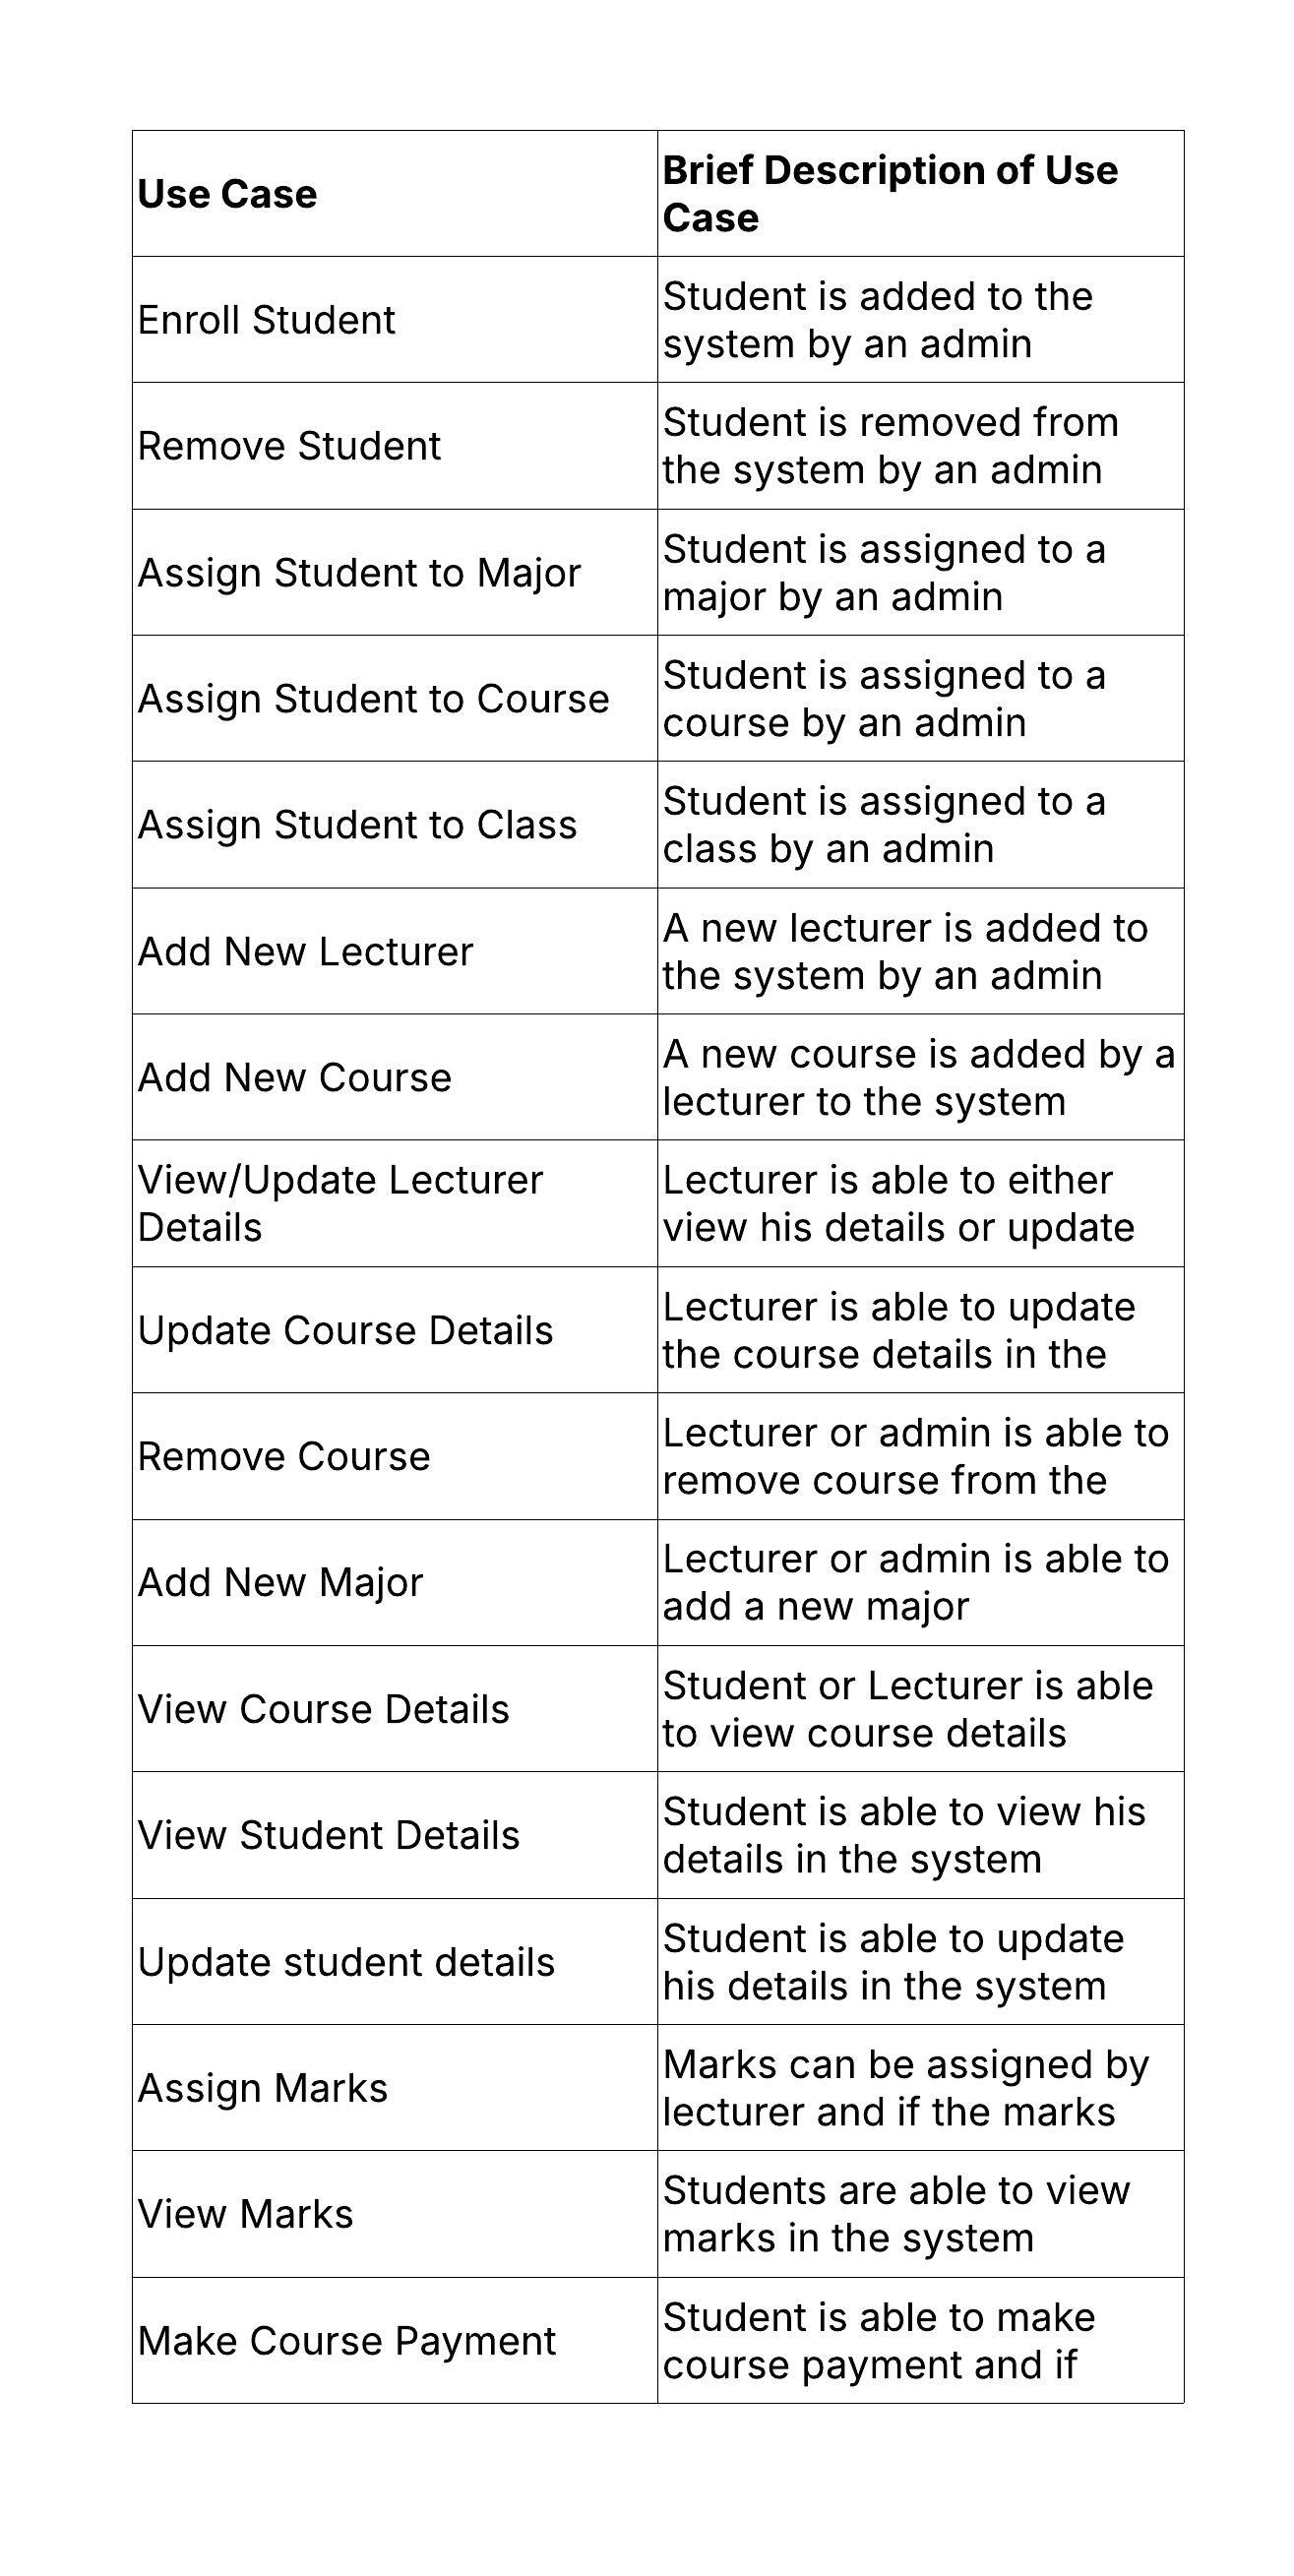 Use Case
Brief Description of Use
Case
Enroll Student
Student is added to the
system by an admin
Remove Student
Student is removed from
the system by an admin
Assign Student to Major
Student is assigned to a
major by an admin
Assign Student to Course
Student is assigned to a
course by an admin
Assign Student to Class
Student is assigned to a
class by an admin
Add New Lecturer
A new lecturer is added to
the system by an admin
Add New Course
A new course is added by a
lecturer to the system
View/Update Lecturer
Details
Lecturer is able to either
view his details or update
Update Course Details
Lecturer is able to update
the course details in the
Remove Course
Lecturer or admin is able to
remove course from the
Add New Major
Lecturer or admin is able to
add a new major
View Course Details
Student or Lecturer is able
to view course details
View Student Details
Student is able to view his
details in the system
Update student details
Student is able to update
his details in the system
Assign Marks
Marks can be assigned by
lecturer and if the marks
View Marks
Students are able to view
marks in the system
Make Course Payment
Student is able to make
course payment and if